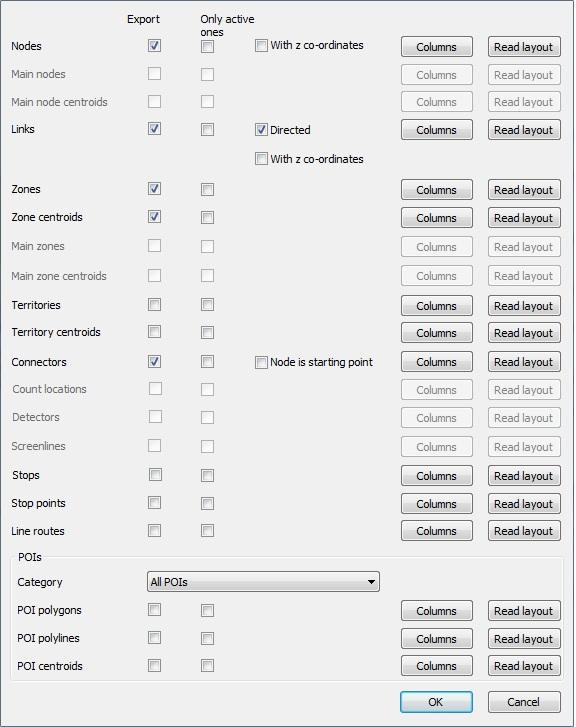 Export Only active ones
Nodes With z co-ordinates Columns Read layout
Main nodes Columns Read layout
Main node centroids Columns Read layout
Links Directed Columns Read layout
With z co-ordinates
Zones Columns Read layout
Zone centroids Columns Read layout
Main zones Columns Read layout
Main zone centroids Columns Read layout
Territories Columns Read layout
Territory centroids Columns Read layout
Connectors Node is starting point Columns Read layout
Count locations Columns Read layout
Detectors Columns Read layout
Screenlines Columns Read layout
Stops Columns Read layout
Stop points Columns Read layout
Line routes Columns Read layout
POIs
Category All POIs
POI polygons Columns Read layout
POI polylines Columns Read layout
POI centroids Columns Read layout
OK Cancel